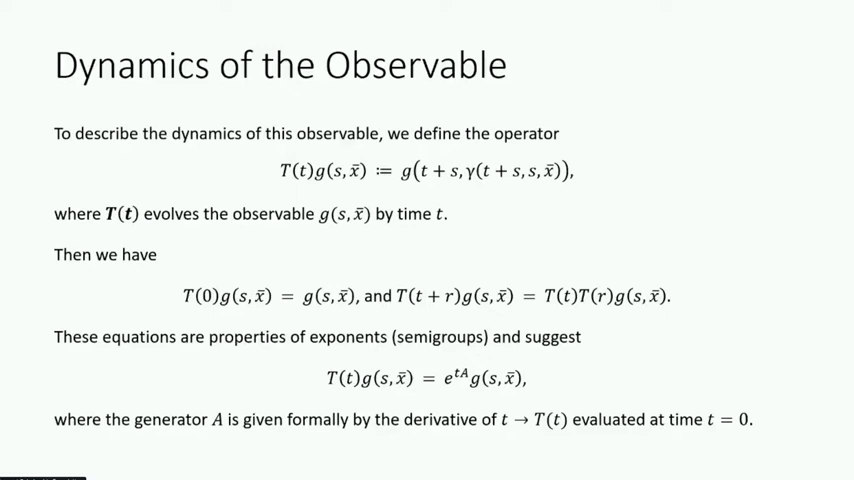 Dynamics of the Observable
To describe the dynamics of this observable, we define the operator
T(t)g(s, x̄) ≔ g(t + s, γ(t + s, s, x̄)),
where T(t) evolves the observable g(s, x̄) by time t.
Then we have
T(0)g(s, x̄) = g(s, x̄), and T(t + r)g(s, x̄) = T(t)T(r)g(s, x̄).
These equations are properties of exponents (semigroups) and suggest
T(t)g(s, x̄) = eᵗᴬg(s, x̄),
where the generator A is given formally by the derivative of t → T(t) evaluated at time t = 0.